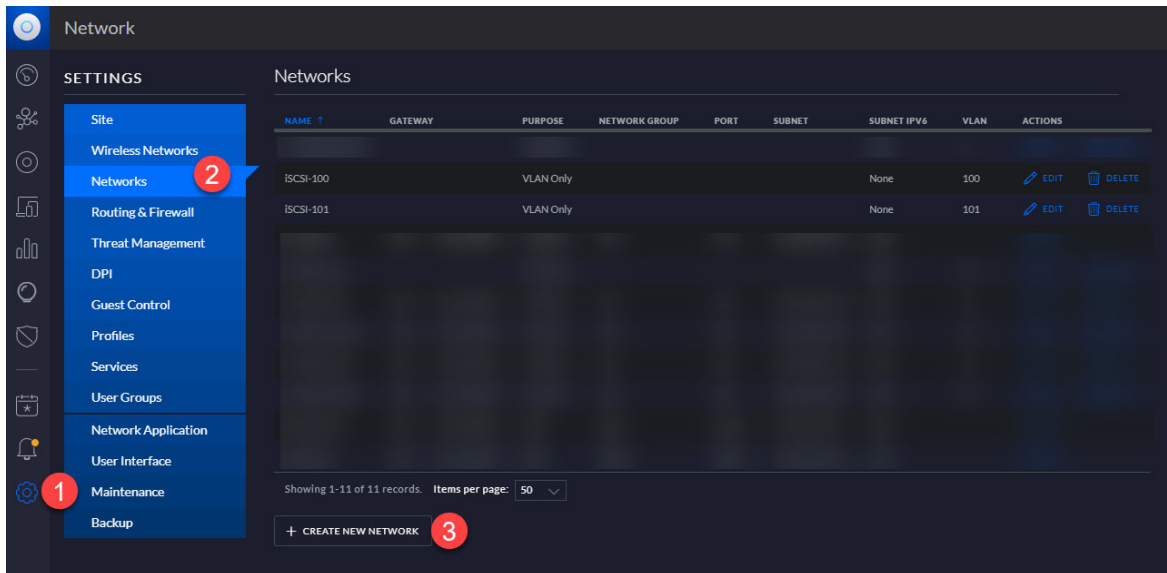 Network
SETTINGS
Site
Wireless Networks
2
Networks
Routing & Firewall
Threat Management
DPI
Guest Control
Profiles
Services
User Groups
Network Application
User Interface
1
Maintenance
Backup
Networks
NAME ↑ GATEWAY PURPOSE NETWORK GROUP PORT SUBNET SUBNET IPV6 VLAN ACTIONS
iSCSI-100 VLAN Only None 100 EDIT DELETE
iSCSI-101 VLAN Only None 101 EDIT DELETE
Showing 1-11 of 11 records. Items per page: 50
+ CREATE NEW NETWORK 3